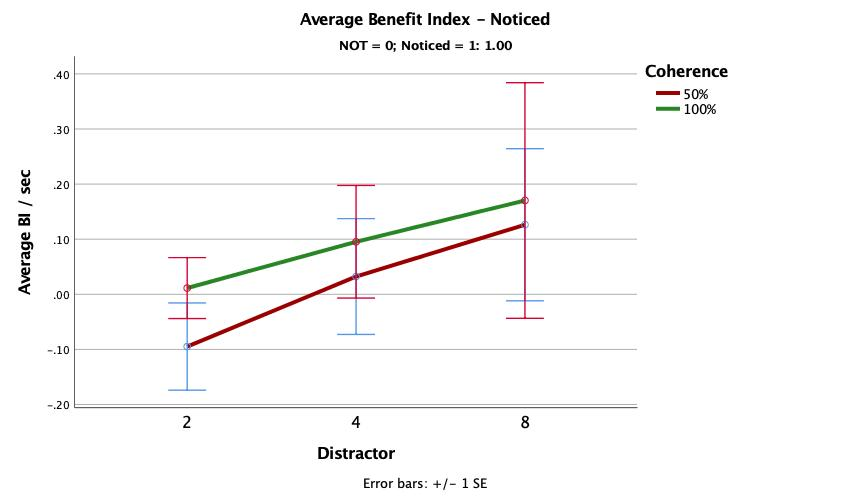 Average Benefit Index – Noticed
NOT = 0; Noticed = 1: 1.00
Coherence
50%
100%
Average BI / sec
.40
.30
.20
.10
.00
–.10
–.20
2
4
8
Distractor
Error bars: +/– 1 SE